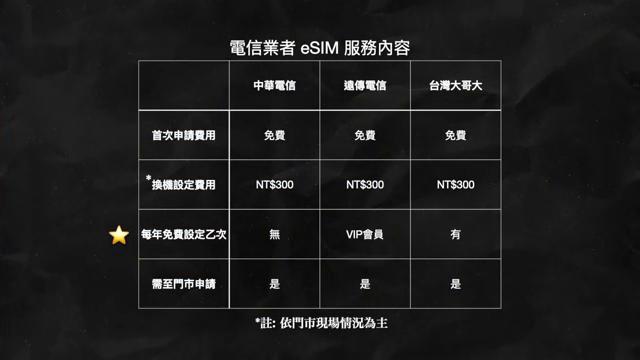 電信業者 eSIM 服務內容
中華電信 遠傳電信 台灣大哥大
首次申請費用 免費 免費 免費
*換機設定費用 NT$300 NT$300 NT$300
每年免費設定乙次 無 VIP會員 有
需至門市申請 是 是 是
*註: 依門市現場情況為主